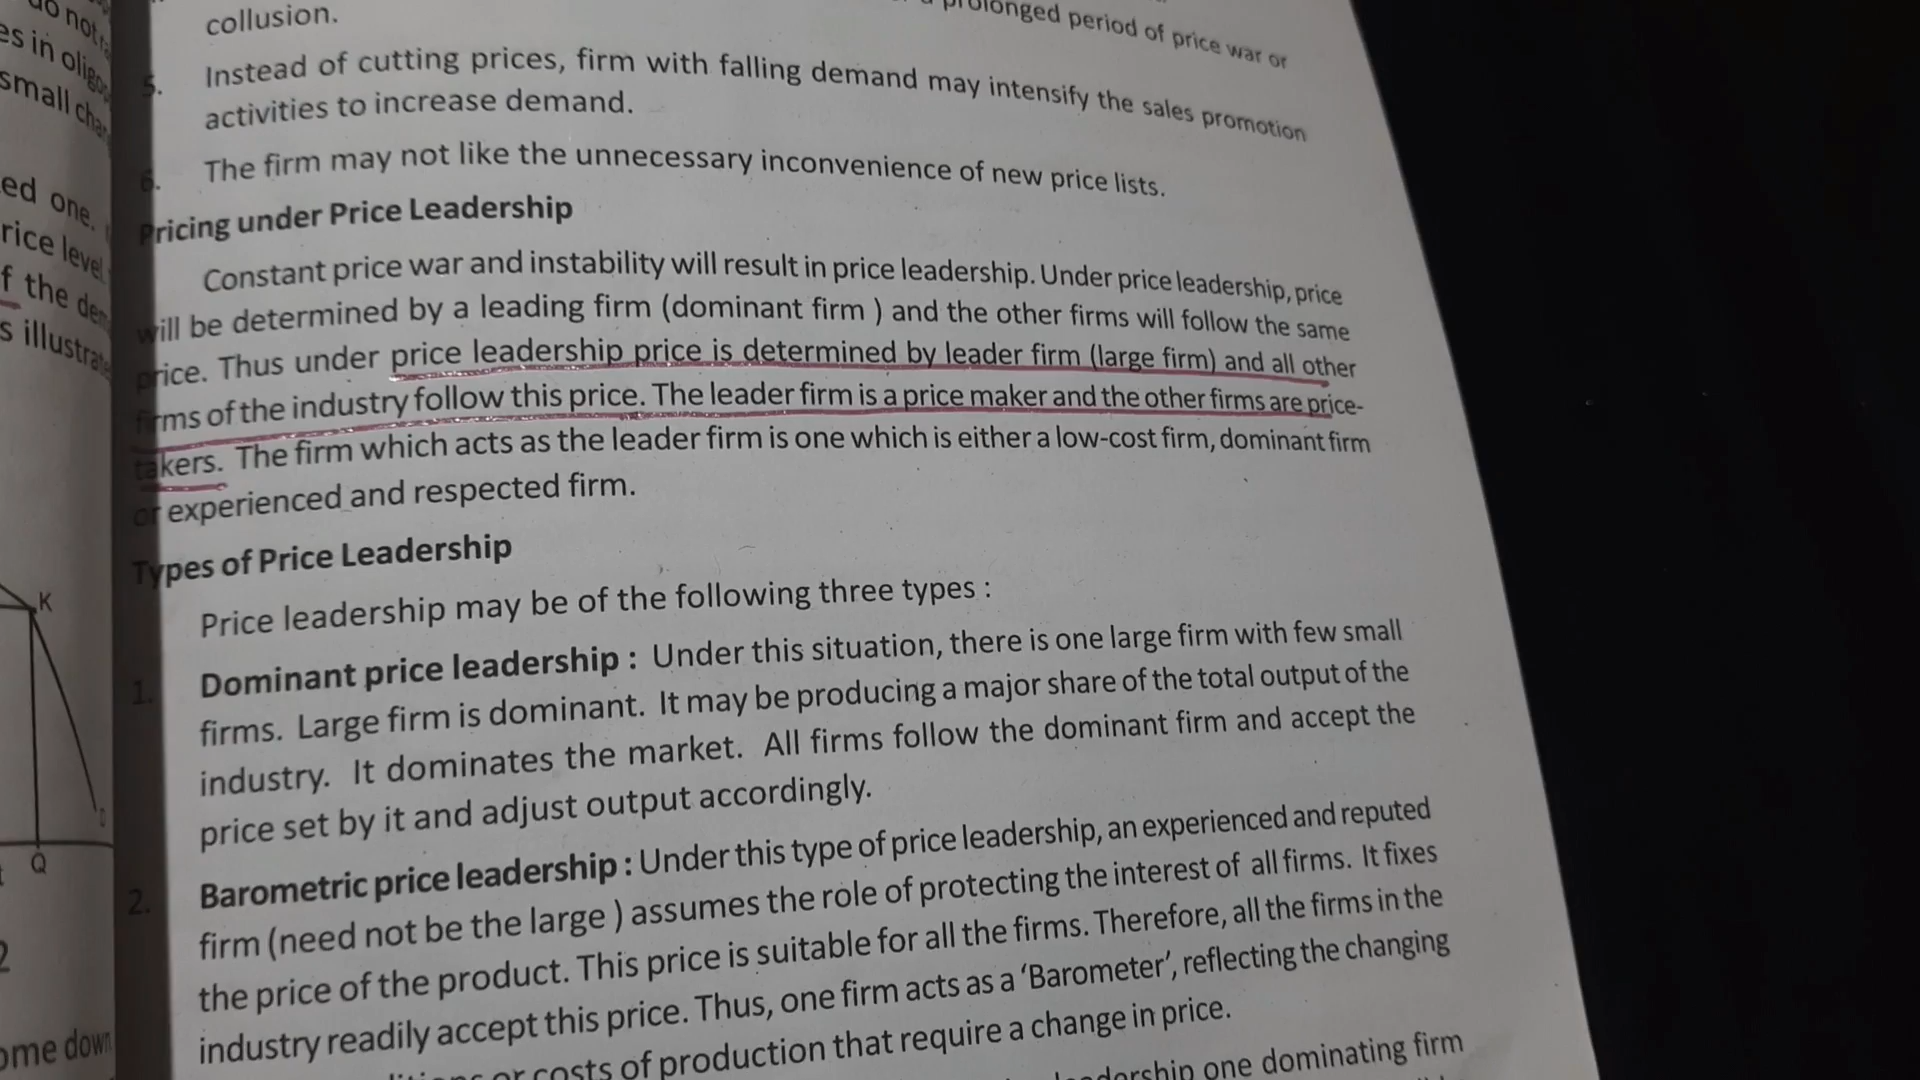 prolonged period of price war or
collusion.
5. Instead of cutting prices, firm with falling demand may intensify the sales promotion
activities to increase demand.
6. The firm may not like the unnecessary inconvenience of new price lists.
Pricing under Price Leadership
Constant price war and instability will result in price leadership. Under price leadership, price
will be determined by a leading firm (dominant firm ) and the other firms will follow the same
price. Thus under price leadership price is determined by leader firm (large firm) and all other
firms of the industry follow this price. The leader firm is a price maker and the other firms are price-
takers. The firm which acts as the leader firm is one which is either a low-cost firm, dominant firm
or experienced and respected firm.
Types of Price Leadership
Price leadership may be of the following three types :
1. Dominant price leadership : Under this situation, there is one large firm with few small
firms. Large firm is dominant. It may be producing a major share of the total output of the
industry. It dominates the market. All firms follow the dominant firm and accept the
price set by it and adjust output accordingly.
2. Barometric price leadership : Under this type of price leadership, an experienced and reputed
firm (need not be the large ) assumes the role of protecting the interest of all firms. It fixes
the price of the product. This price is suitable for all the firms. Therefore, all the firms in the
industry readily accept this price. Thus, one firm acts as a ‘Barometer’, reflecting the changing
or costs of production that require a change in price.
one dominating firm
do not
in
small
ed one.
rice level
f the
K
Q
down